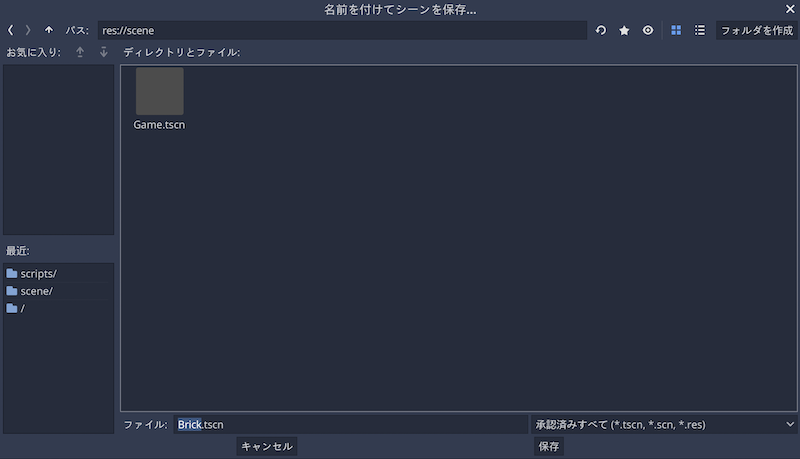 名前を付けてシーンを保存...
パス: res://scene フォルダを作成
お気に入り: ディレクトリとファイル:
Game.tscn
最近:
scripts/
scene/
/
ファイル: Brick.tscn 承認済みすべて (*.tscn, *.scn, *.res)
キャンセル 保存